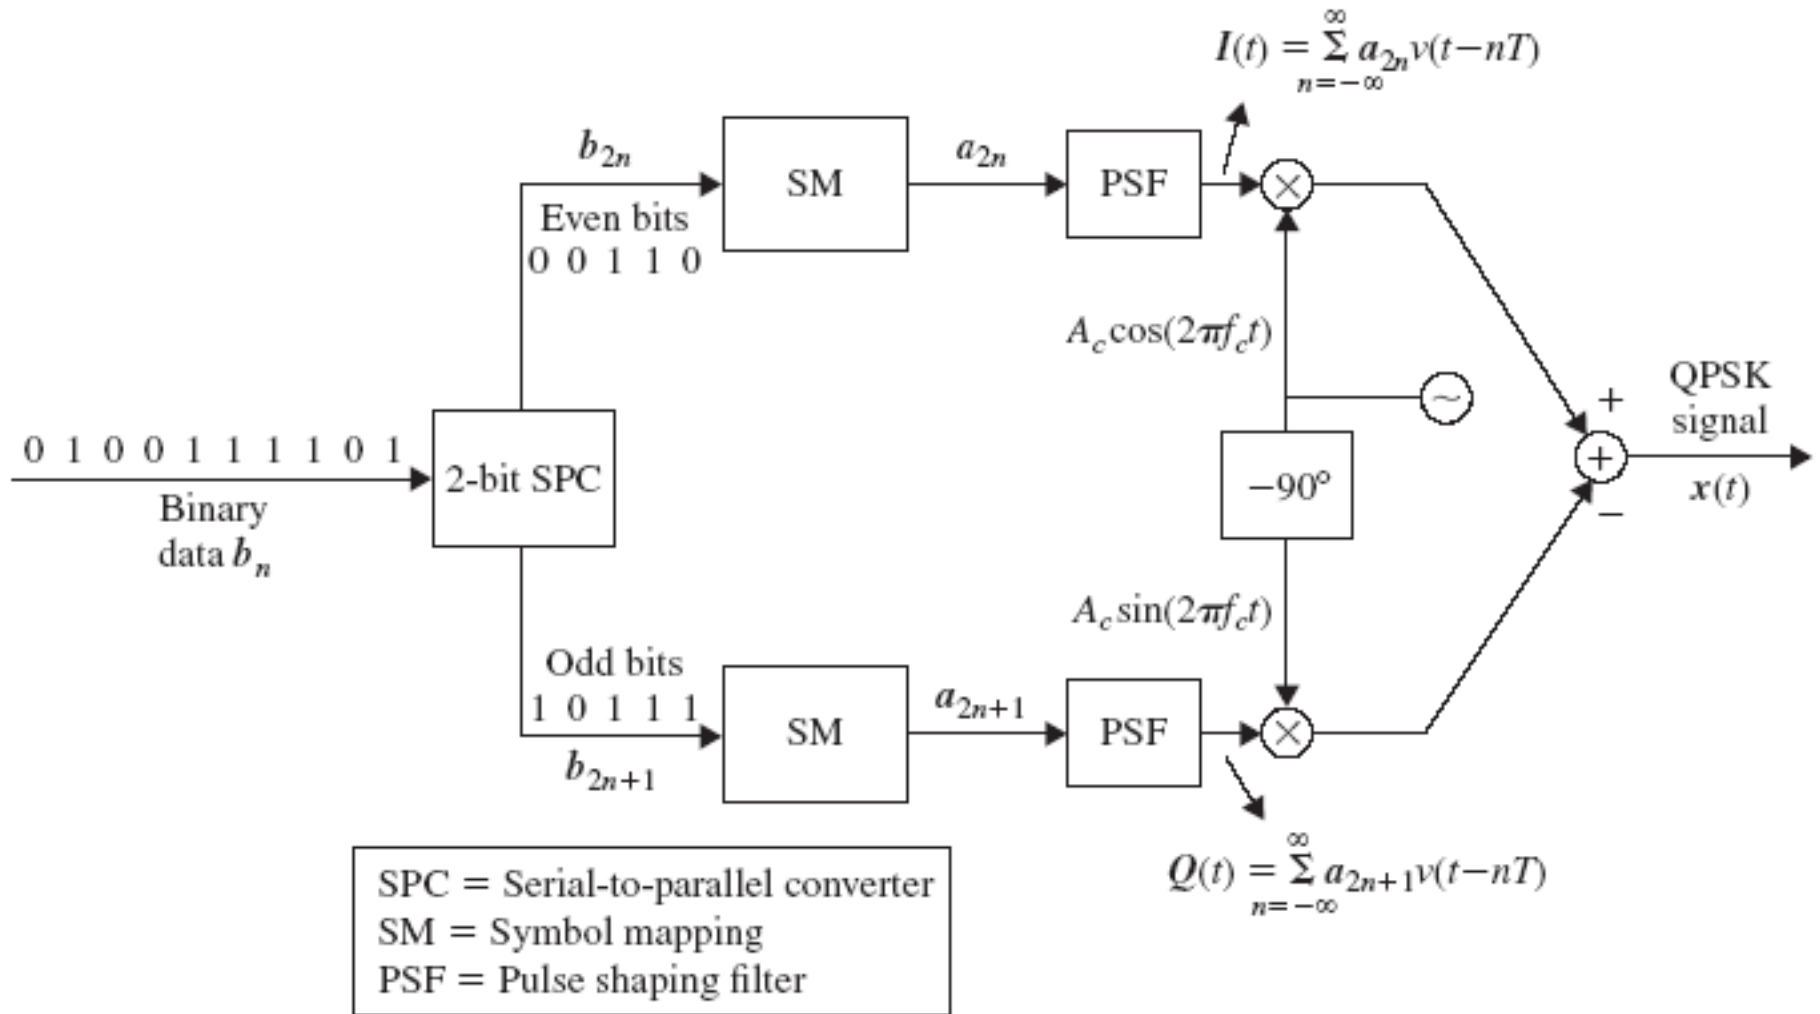 I(t) = Σ_{n=−∞}^{∞} a_{2n}v(t−nT)
b_{2n}
Even bits
0 0 1 1 0
SM
a_{2n}
PSF
×
A_c cos(2πf_c t)
~
0 1 0 0 1 1 1 1 0 1
Binary
data b_n
2-bit SPC
−90°
+
+
−
QPSK
signal
x(t)
A_c sin(2πf_c t)
Odd bits
1 0 1 1 1
b_{2n+1}
SM
a_{2n+1}
PSF
×
Q(t) = Σ_{n=−∞}^{∞} a_{2n+1}v(t−nT)
SPC = Serial-to-parallel converter
SM = Symbol mapping
PSF = Pulse shaping filter